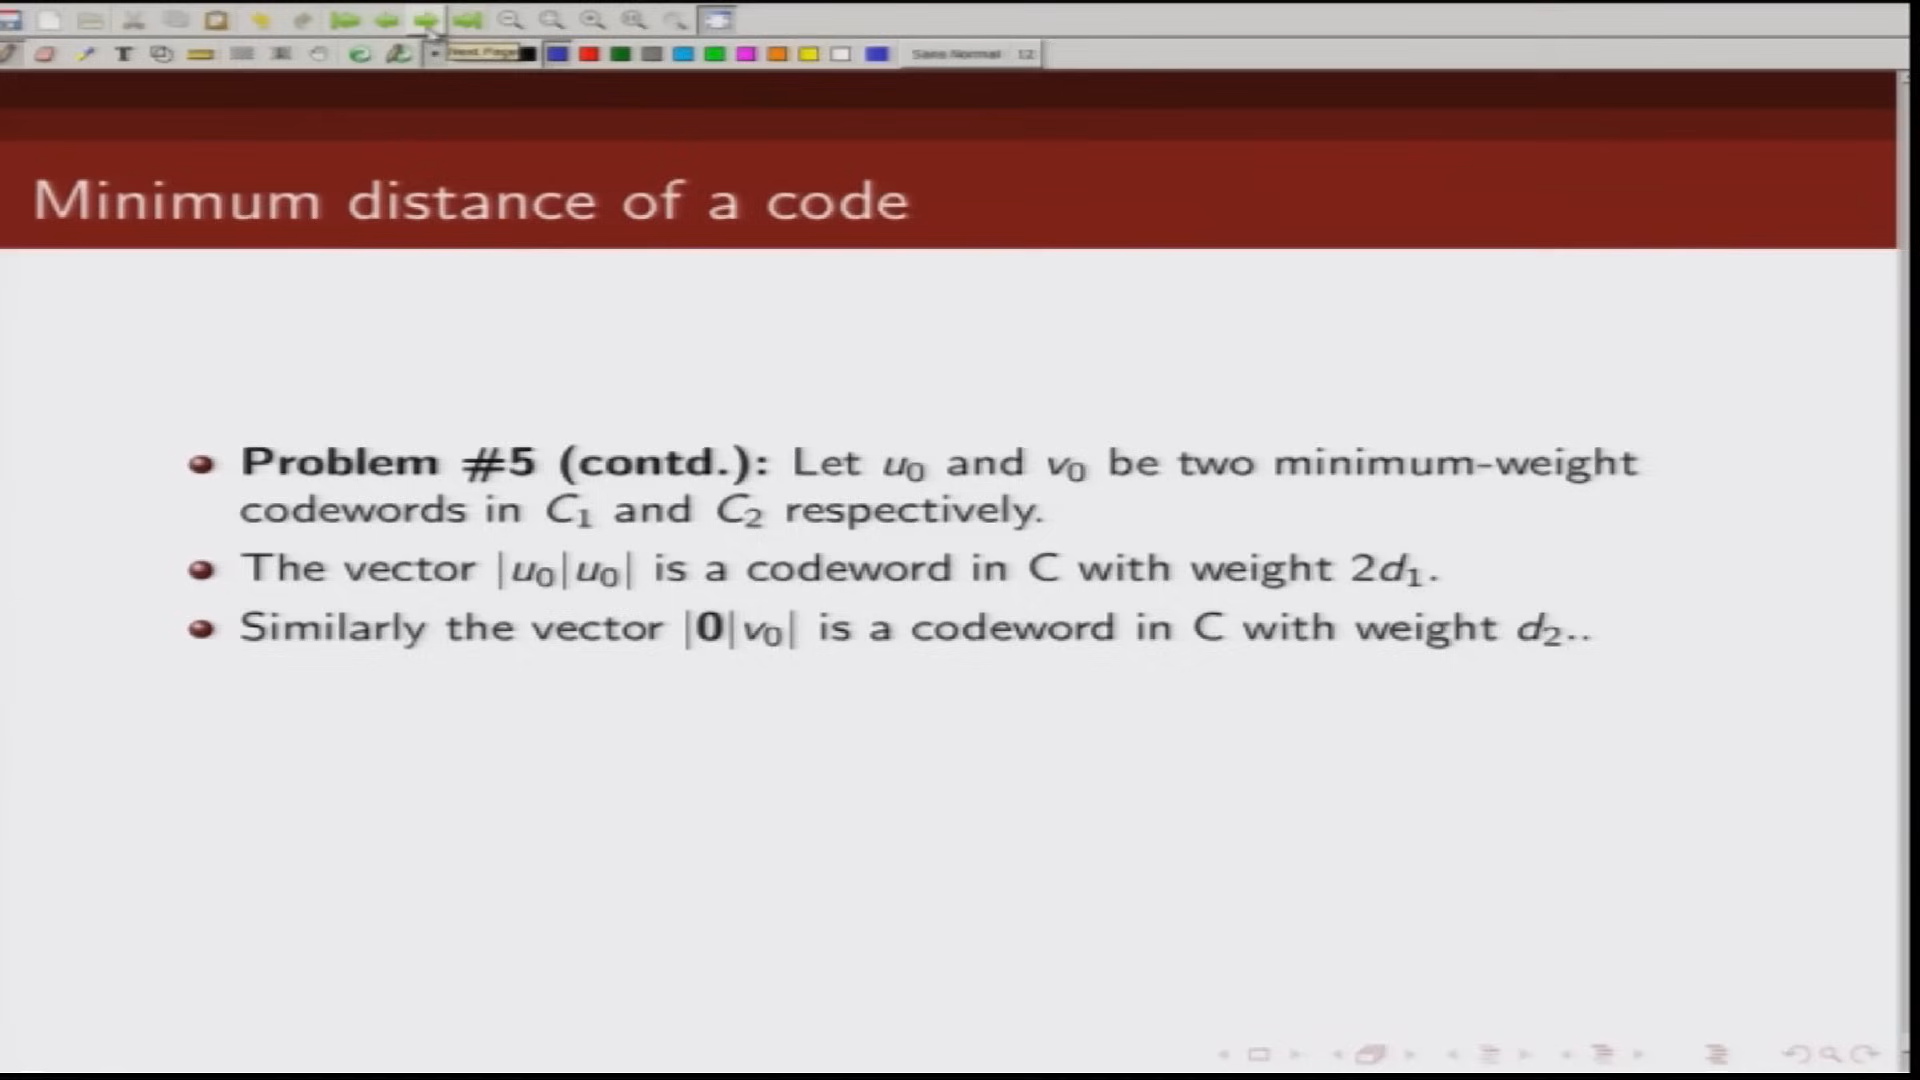 T
Next Page
Sans Normal 12
Minimum distance of a code
Problem #5 (contd.): Let u₀ and v₀ be two minimum-weight
codewords in C₁ and C₂ respectively.
The vector |u₀|u₀| is a codeword in C with weight 2d₁.
Similarly the vector |0|v₀| is a codeword in C with weight d₂..